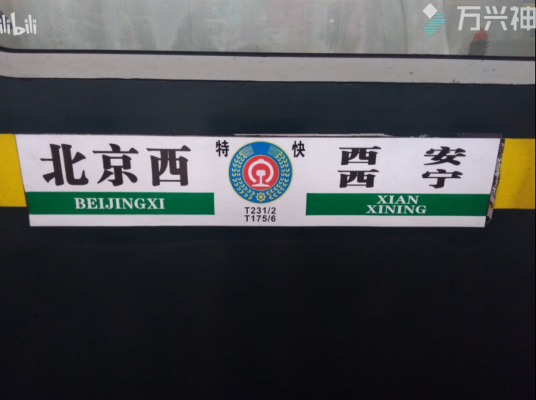 bilibili
万兴神
北京西
BEIJINGXI
特 快
T231/2
T175/6
西 安
西 宁
XIAN
XINING